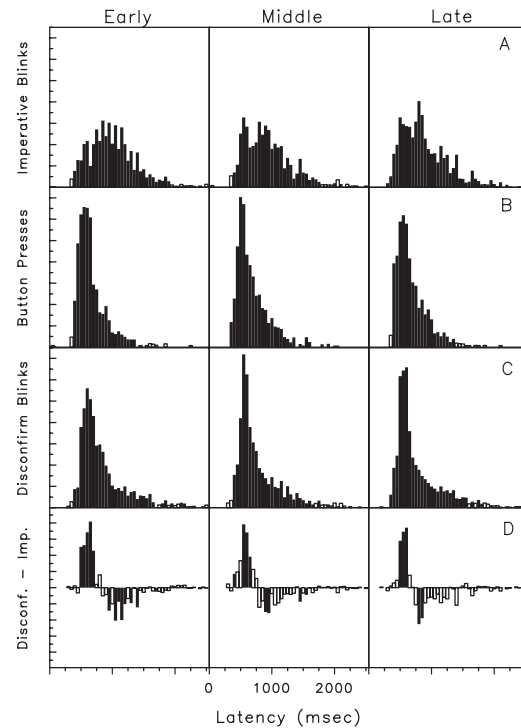 Early Middle Late
A
Imperative Blinks
B
Button Presses
C
Disconfirm Blinks
D
Disconf. – Imp.
0 1000 2000
Latency (msec)